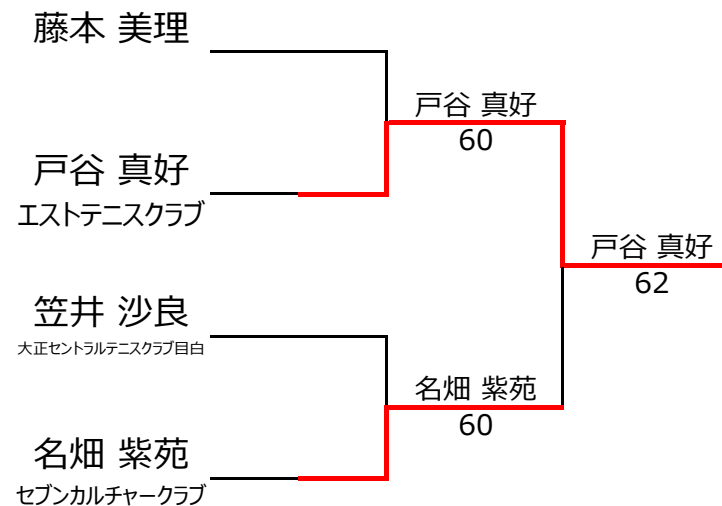 藤本 美理
戸谷 真好
60
戸谷 真好
エストテニスクラブ
戸谷 真好
62
笠井 沙良
大正セントラルテニスクラブ目白
名畑 紫苑
60
名畑 紫苑
セブンカルチャークラブ